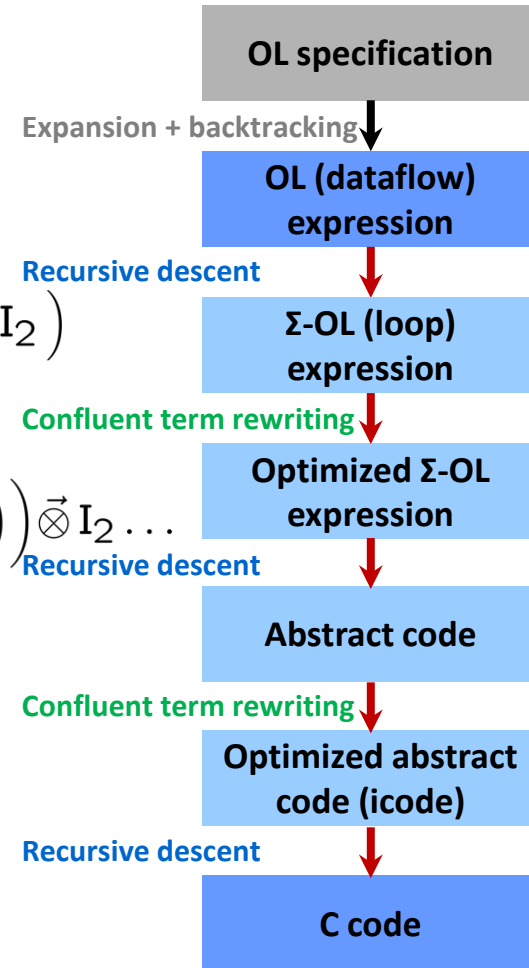 OL specification
Expansion + backtracking
OL (dataflow)
expression
Recursive descent
I₂ )
Σ-OL (loop)
expression
Confluent term rewriting
Optimized Σ-OL
expression
) ) ⊗⃗ I₂ ...
Recursive descent
Abstract code
Confluent term rewriting
Optimized abstract
code (icode)
Recursive descent
C code